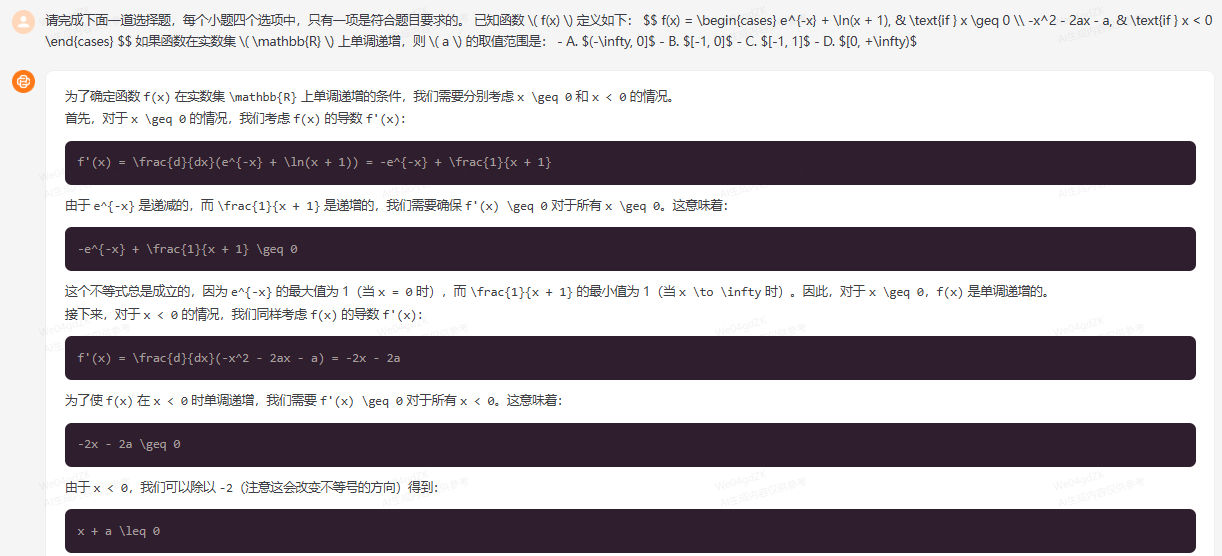 请完成下面一道选择题，每个小题四个选项中，只有一项是符合题目要求的。 已知函数 \( f(x) \) 定义如下： $$ f(x) = \begin{cases} e^{-x} + \ln(x + 1), & \text{if } x \geq 0 \\ -x^2 - 2ax - a, & \text{if } x < 0
\end{cases} $$ 如果函数在实数集 \( \mathbb{R} \) 上单调递增，则 \( a \) 的取值范围是： - A. $(-\infty, 0]$ - B. $[-1, 0]$ - C. $[-1, 1]$ - D. $[0, +\infty)$
为了确定函数 f(x) 在实数集 \mathbb{R} 上单调递增的条件，我们需要分别考虑 x \geq 0 和 x < 0 的情况。
首先，对于 x \geq 0 的情况，我们考虑 f(x) 的导数 f'(x)：
f'(x) = \frac{d}{dx}(e^{-x} + \ln(x + 1)) = -e^{-x} + \frac{1}{x + 1}
由于 e^{-x} 是递减的，而 \frac{1}{x + 1} 是递增的，我们需要确保 f'(x) \geq 0 对于所有 x \geq 0。这意味着：
-e^{-x} + \frac{1}{x + 1} \geq 0
这个不等式总是成立的，因为 e^{-x} 的最大值为 1（当 x = 0 时），而 \frac{1}{x + 1} 的最小值为 1（当 x \to \infty 时）。因此，对于 x \geq 0，f(x) 是单调递增的。
接下来，对于 x < 0 的情况，我们同样考虑 f(x) 的导数 f'(x)：
f'(x) = \frac{d}{dx}(-x^2 - 2ax - a) = -2x - 2a
为了使 f(x) 在 x < 0 时单调递增，我们需要 f'(x) \geq 0 对于所有 x < 0。这意味着：
-2x - 2a \geq 0
由于 x < 0，我们可以除以 -2（注意这会改变不等号的方向）得到：
x + a \leq 0